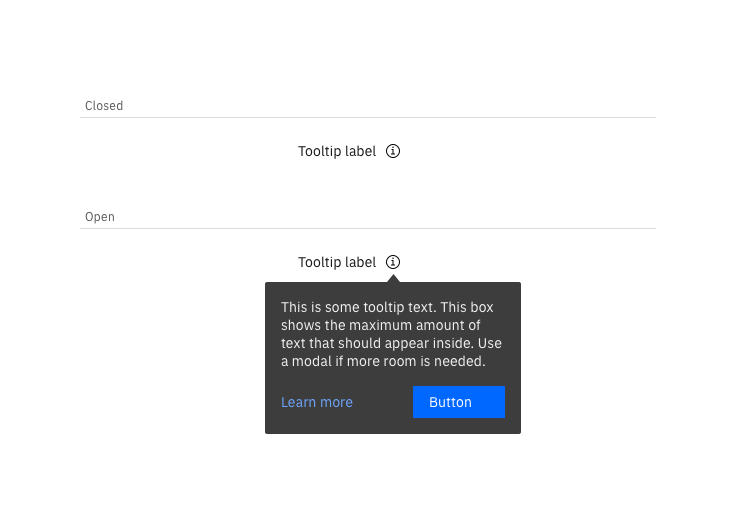 Closed
Tooltip label
Open
Tooltip label
This is some tooltip text. This box
shows the maximum amount of
text that should appear inside. Use
a modal if more room is needed.
Learn more
Button